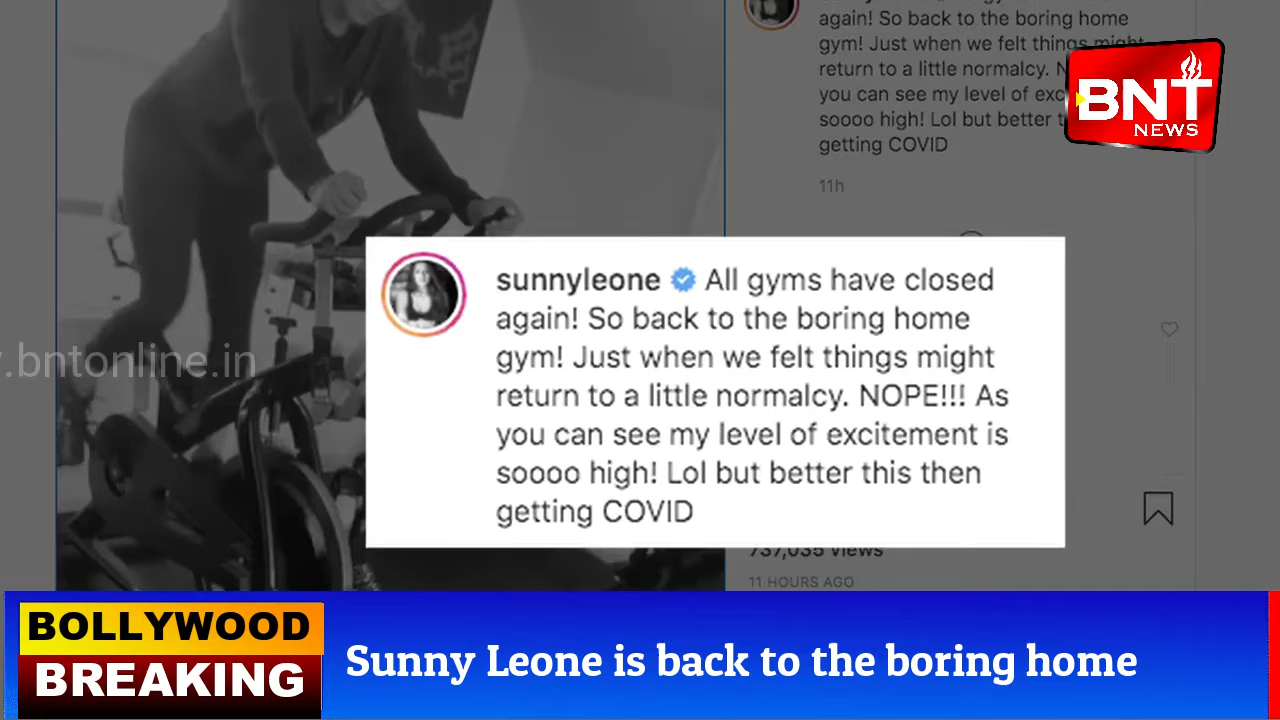 again! So back to the boring home
gym! Just when we felt things might
return to a little normalcy. N
you can see my level of exc
soooo high! Lol but better t
getting COVID
11h
BNT
NEWS
sunnyleone All gyms have closed
again! So back to the boring home
gym! Just when we felt things might
return to a little normalcy. NOPE!!! As
you can see my level of excitement is
soooo high! Lol but better this then
getting COVID
.bntonline.in
737,035 views
11 HOURS AGO
BOLLYWOOD
BREAKING
Sunny Leone is back to the boring home